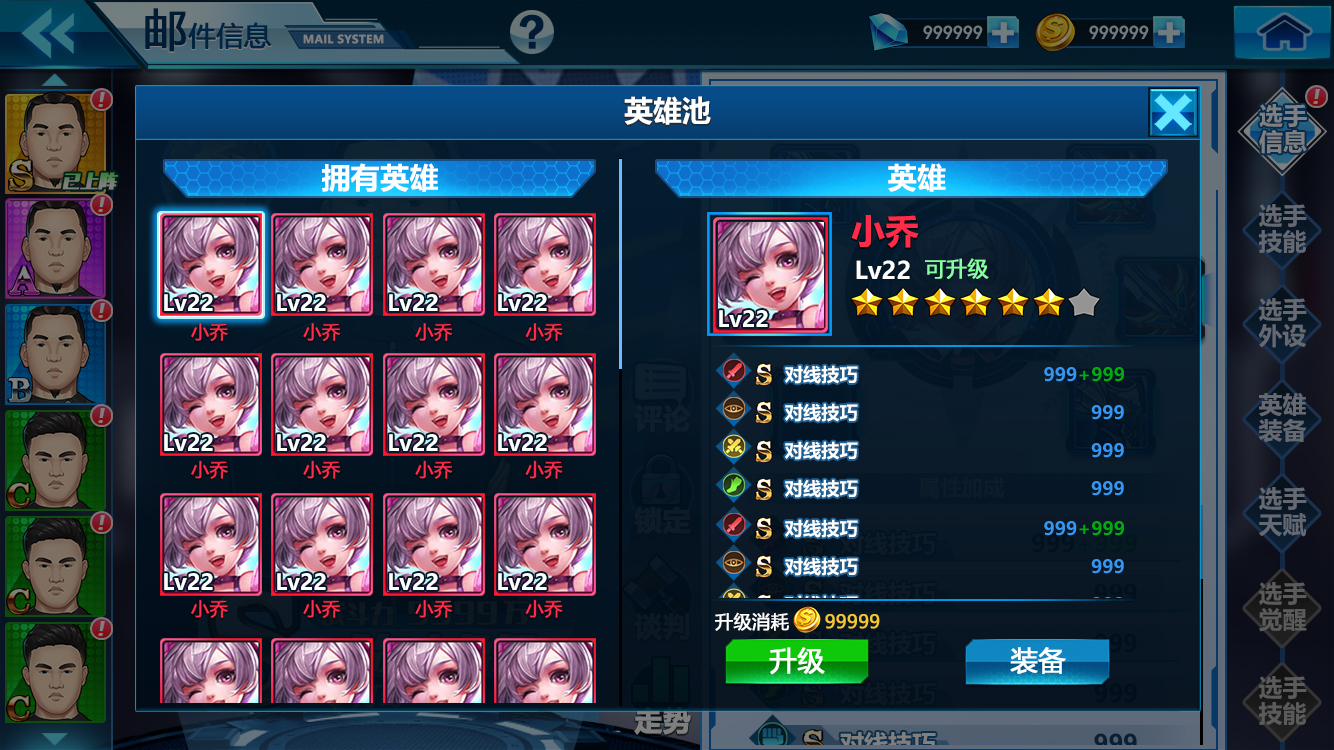 邮件信息
MAIL SYSTEM
?
999999
999999
英雄池
拥有英雄
英雄
S
已上阵
A
B
C
C
C
Lv22
Lv22
Lv22
Lv22
小乔
小乔
小乔
小乔
Lv22
Lv22
Lv22
Lv22
小乔
小乔
小乔
小乔
Lv22
Lv22
Lv22
Lv22
小乔
小乔
小乔
小乔
Lv22
小乔
Lv22 可升级
S 对线技巧 999+999
S 对线技巧 999
S 对线技巧 999
S 对线技巧 999
S 对线技巧 999+999
S 对线技巧 999
升级消耗 99999
升级
装备
评论
锁定
谈判
走势
属性加成
S 对线技巧 999
选手信息
选手技能
选手外设
英雄装备
选手天赋
选手觉醒
选手技能